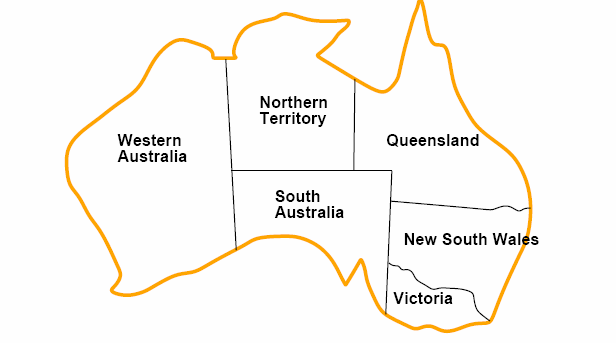 Northern
Territory
Western
Australia
Queensland
South
Australia
New South Wales
Victoria